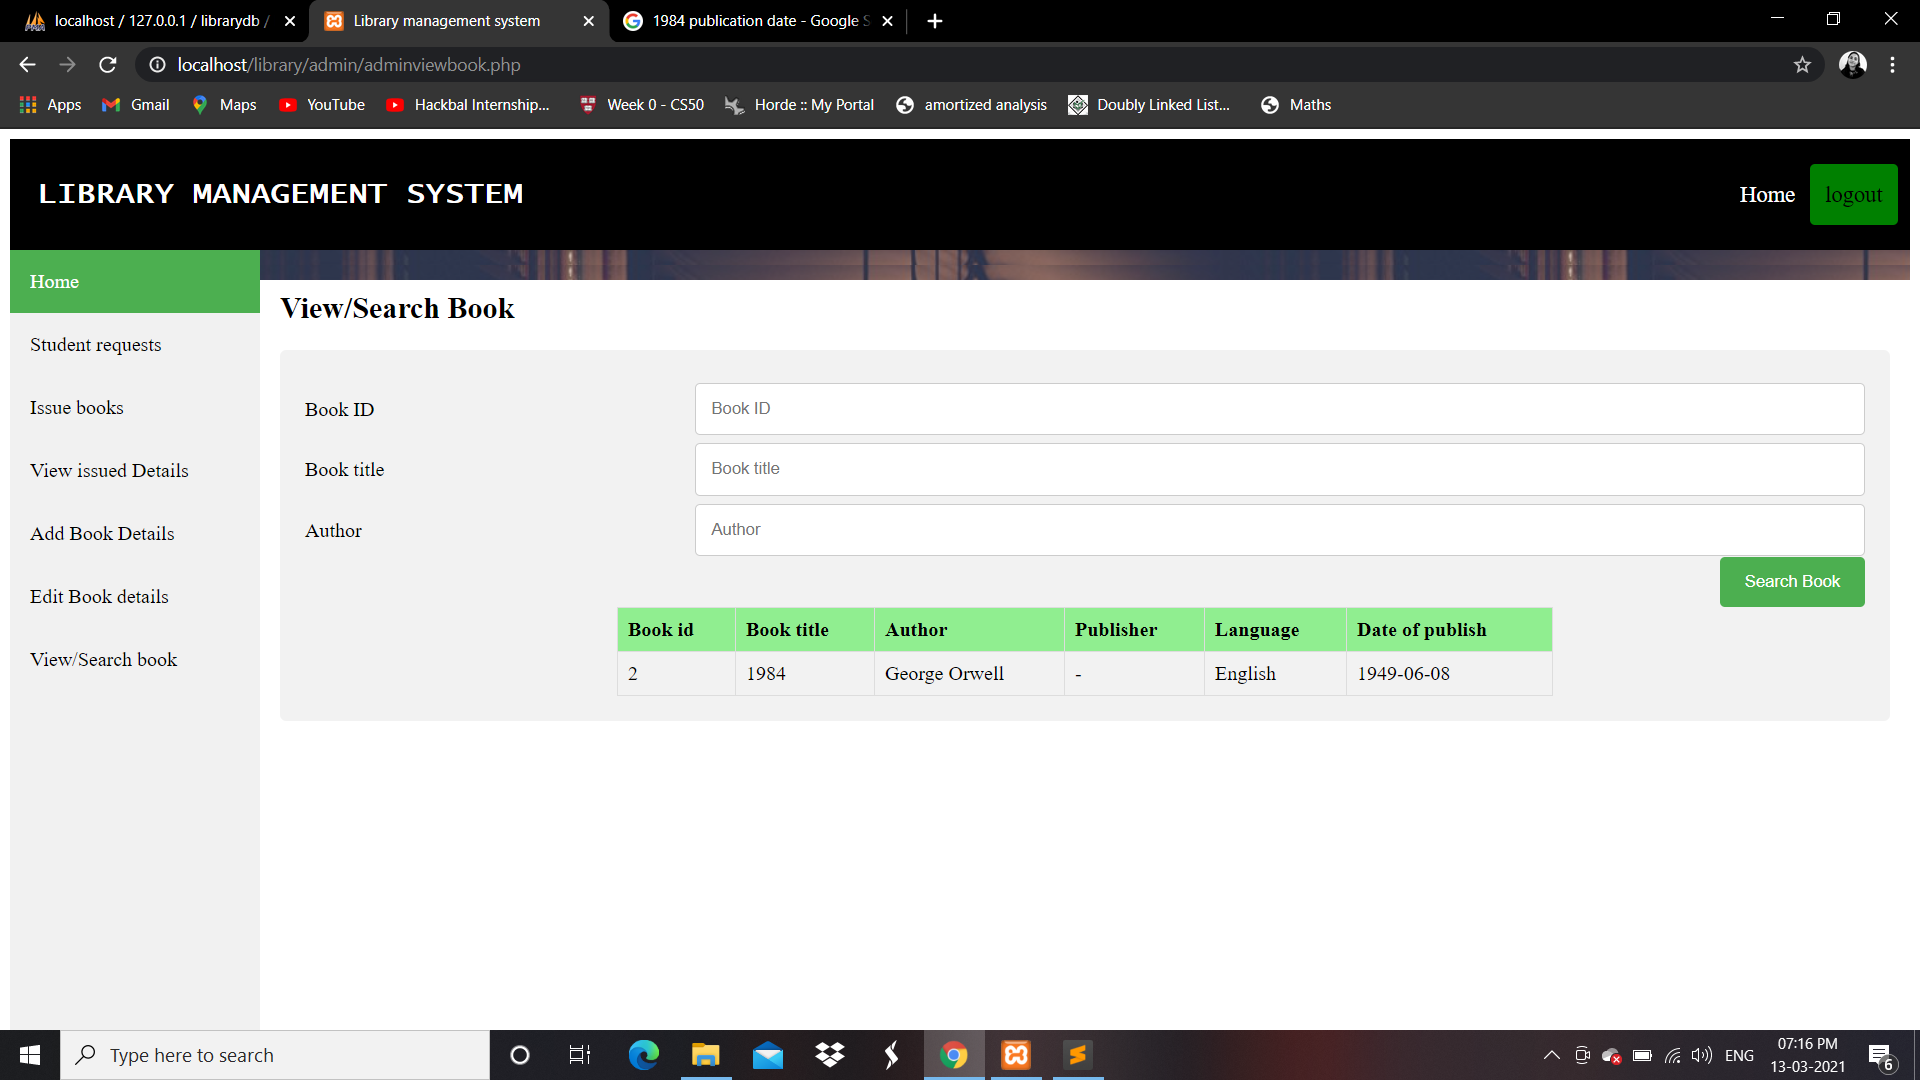 localhost / 127.0.0.1 / librarydb /
Library management system
1984 publication date - Google S
localhost/library/admin/adminviewbook.php
Apps
Gmail
Maps
YouTube
Hackbal Internship...
Week 0 - CS50
Horde :: My Portal
amortized analysis
Doubly Linked List...
Maths
LIBRARY MANAGEMENT SYSTEM
Home
logout
Home
Student requests
Issue books
View issued Details
Add Book Details
Edit Book details
View/Search book
View/Search Book
Book ID
Book ID
Book title
Book title
Author
Author
Search Book
Book id Book title Author Publisher Language Date of publish
2 1984 George Orwell - English 1949-06-08
Type here to search
ENG
07:16 PM
13-03-2021
6